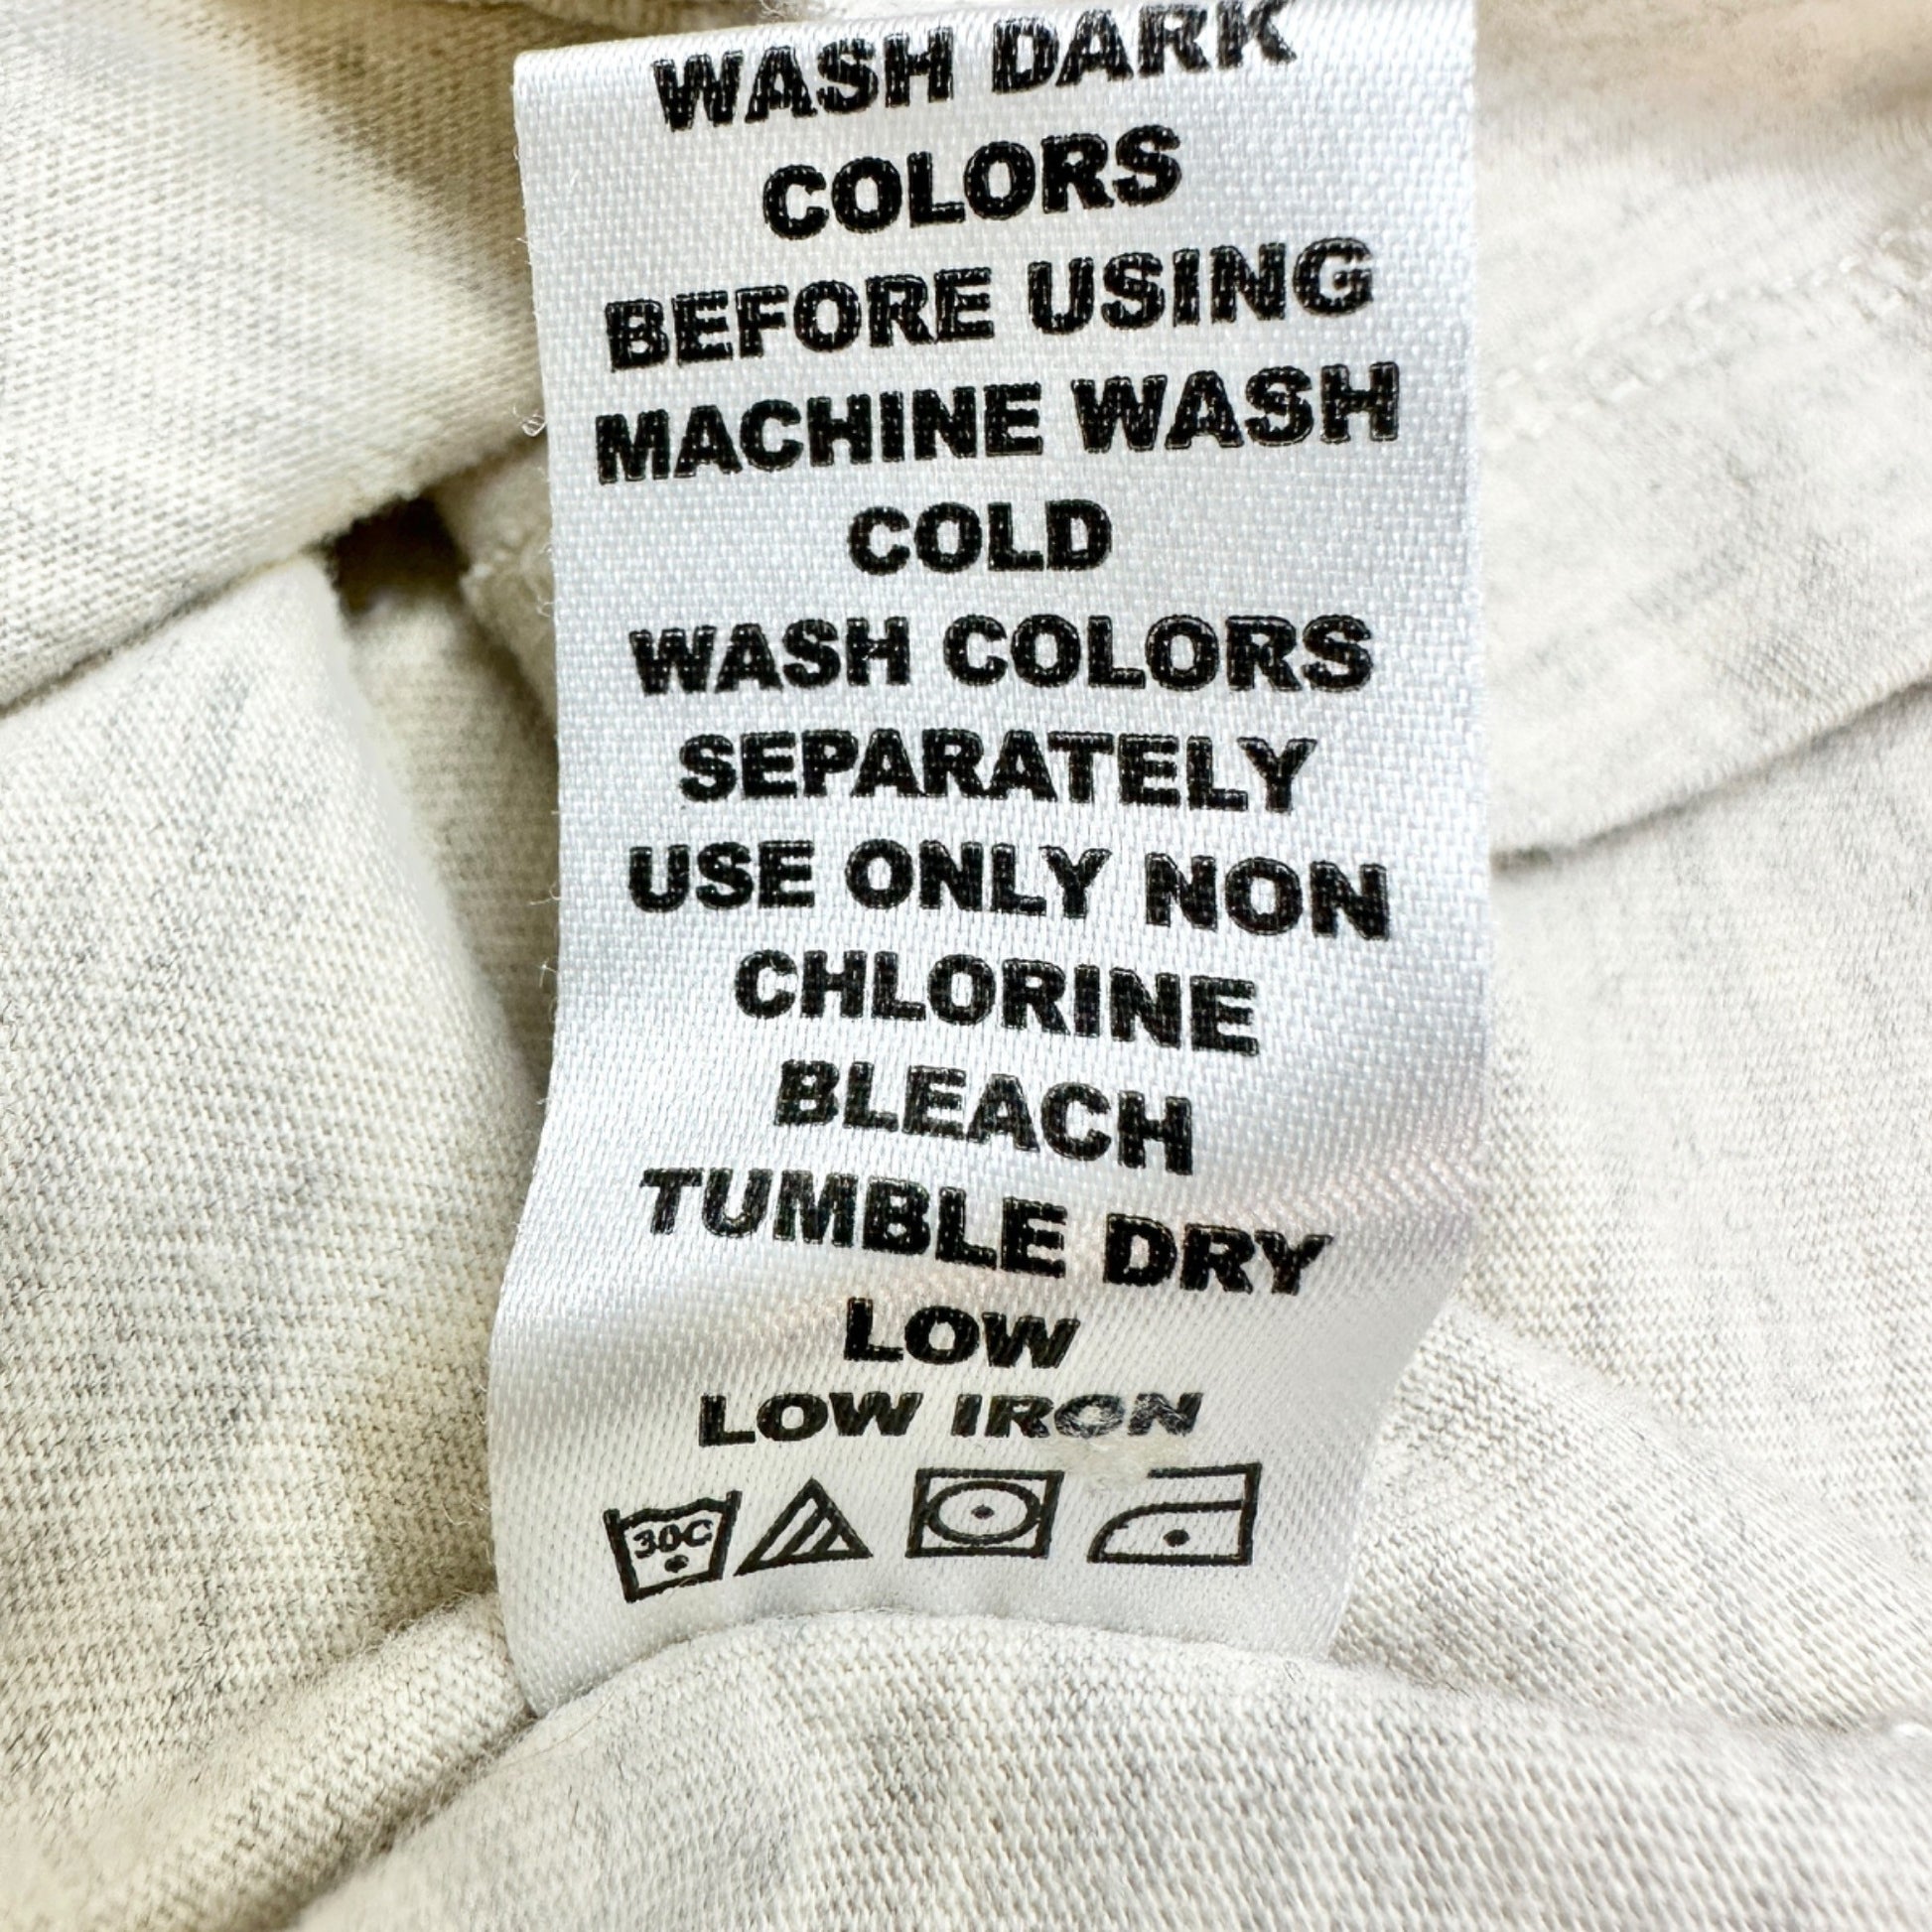 WASH DARK
COLORS
BEFORE USING
MACHINE WASH
COLD
WASH COLORS
SEPARATELY
USE ONLY NON
CHLORINE
BLEACH
TUMBLE DRY
LOW
LOW IRON
30C